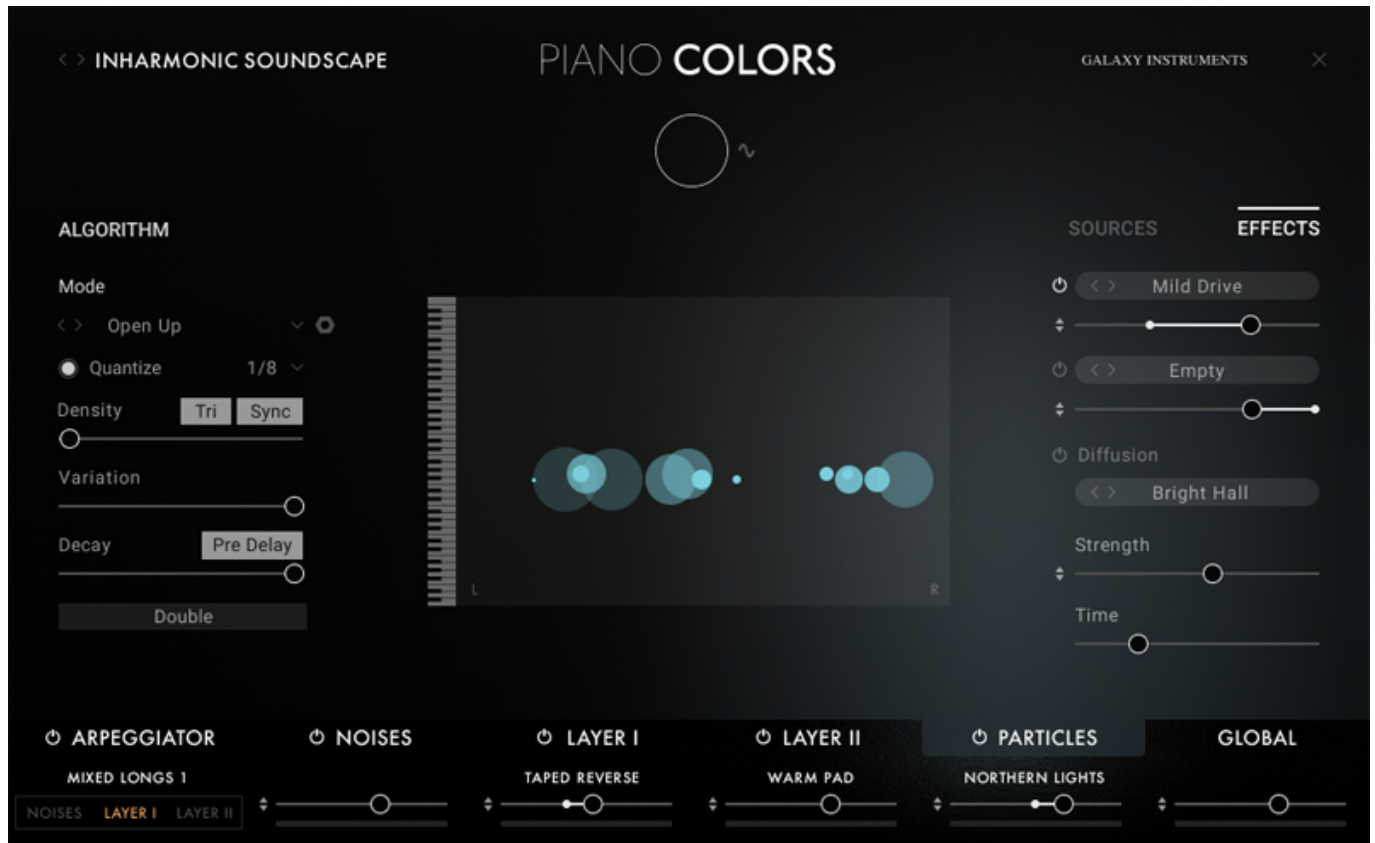 < > INHARMONIC SOUNDSCAPE
PIANO COLORS
GALAXY INSTRUMENTS
ALGORITHM
Mode
< > Open Up
Quantize 1/8
Density Tri Sync
Variation
Decay Pre Delay
Double
L R
SOURCES EFFECTS
< > Mild Drive
< > Empty
Diffusion
< > Bright Hall
Strength
Time
ARPEGGIATOR NOISES LAYER I LAYER II PARTICLES GLOBAL
MIXED LONGS 1 TAPED REVERSE WARM PAD NORTHERN LIGHTS
NOISES LAYER I LAYER II